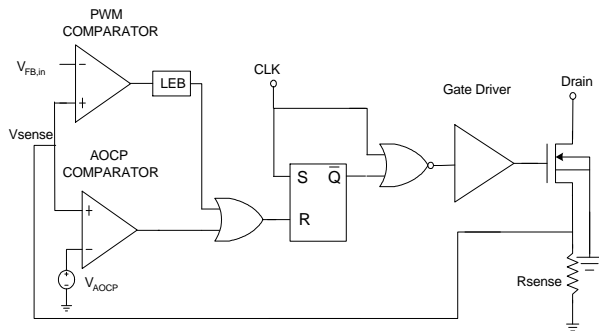 PWM
COMPARATOR
V_FB,in
LEB
CLK
Drain
Gate Driver
Vsense
AOCP
COMPARATOR
S Q̅
R
V_AOCP
Rsense
− + + −